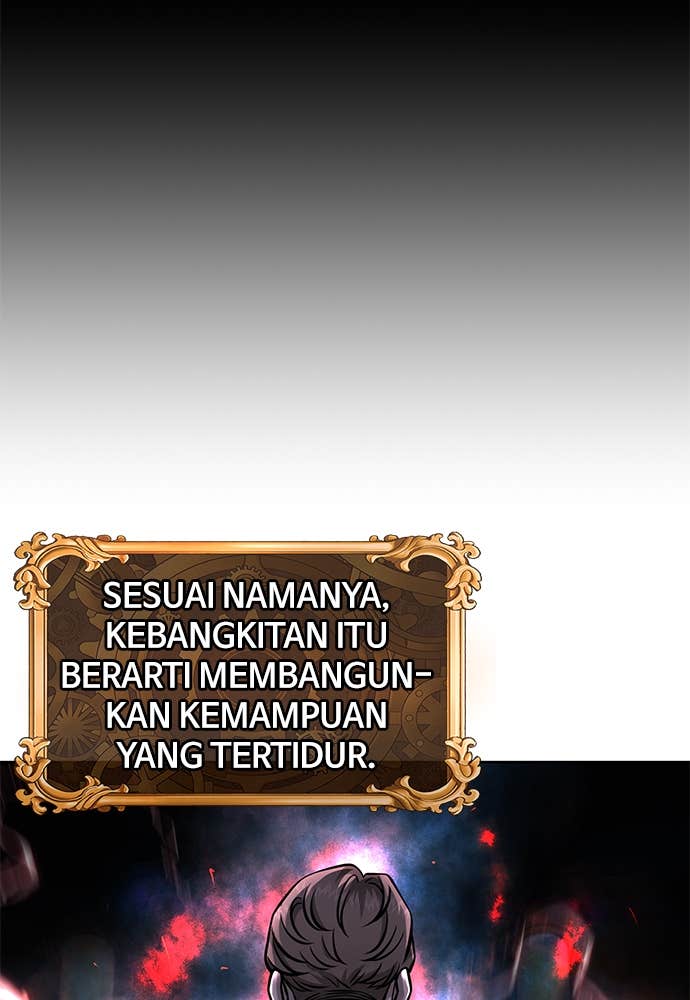 SESUAI NAMANYA,
KEBANGKITAN ITU
BERARTI MEMBANGUN-
KAN KEMAMPUAN
YANG TERTIDUR.